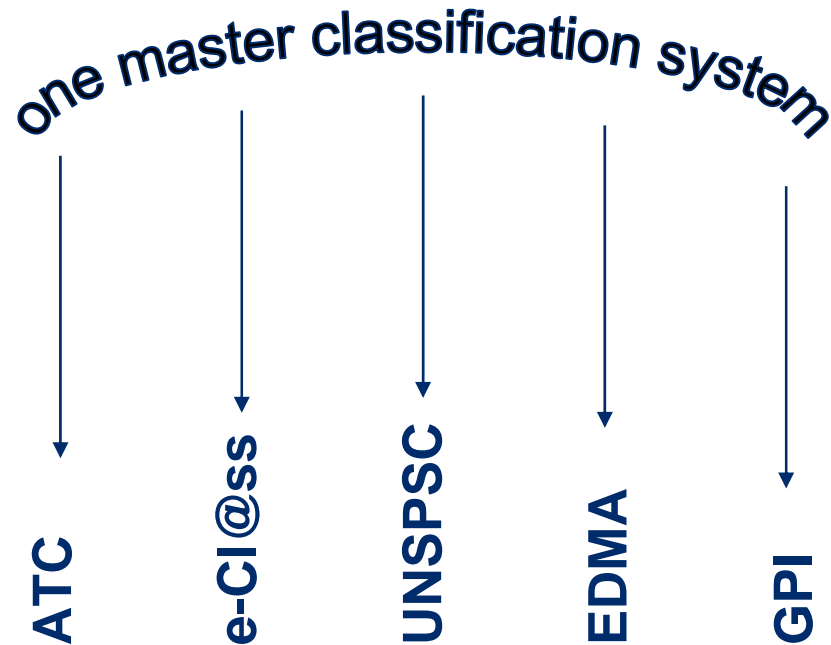 one master classification system
ATC
e-Cl@ss
UNSPSC
EDMA
GPI